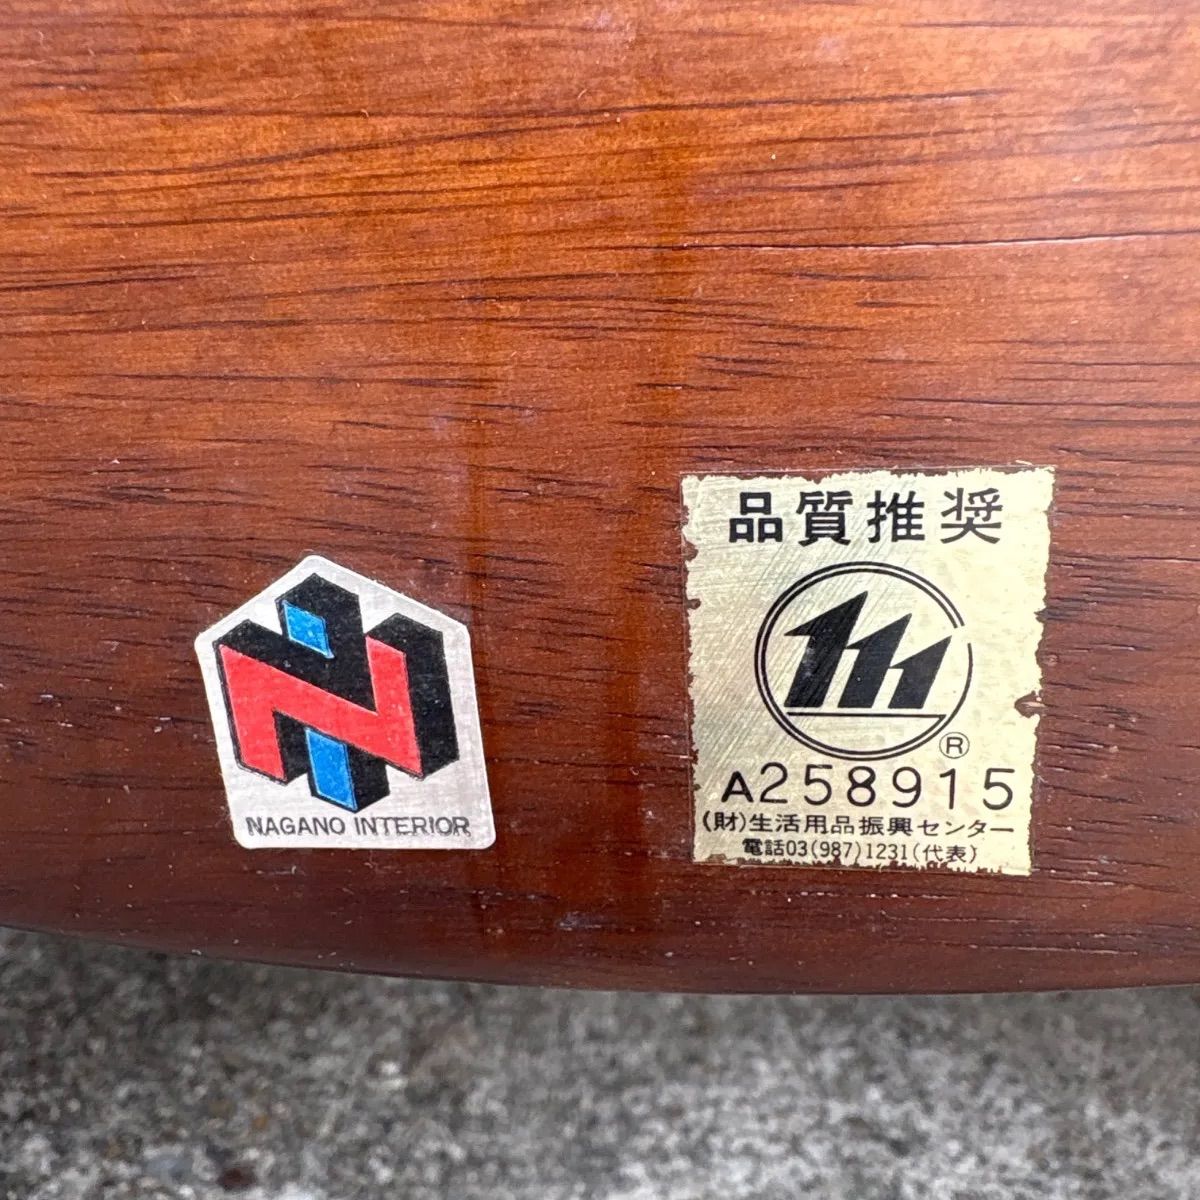 NAGANO INTERIOR
品質推奨
R
A258915
(財)生活用品振興センター
電話03(987)1231(代表)